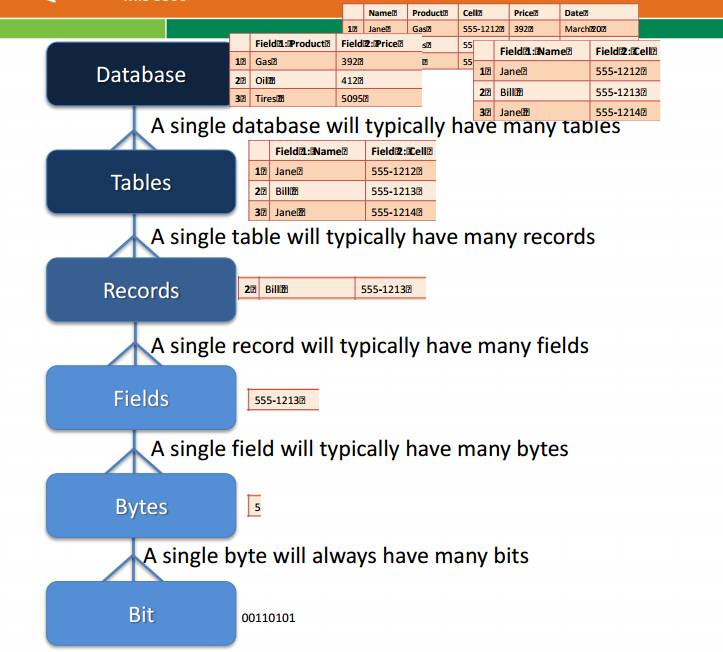 Name Product Cell Price Date
1 Jane Gas 555-1212 392 March 20
Field 1: Product Field 2: Price
1 Gas 392
2 Oil 412
3 Tires 5095
55
55
Field 1: Name Field 2: Cell
1 Jane 555-1212
2 Bill 555-1213
3 Jane 555-1214
Database
A single database will typically have many tables
Tables
Field 1: Name Field 2: Cell
1 Jane 555-1212
2 Bill 555-1213
3 Jane 555-1214
A single table will typically have many records
Records
2 Bill 555-1213
A single record will typically have many fields
Fields
555-1213
A single field will typically have many bytes
Bytes
5
A single byte will always have many bits
Bit
00110101